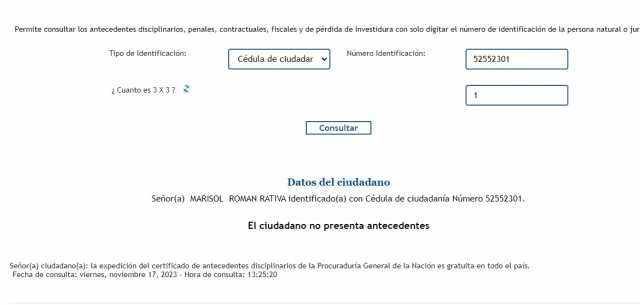 Permite consultar los antecedentes disciplinarios, penales, contractuales, fiscales y de pérdida de investidura con solo digitar el número de identificación de la persona natural o jur
Tipo de Identificación: Cédula de ciudadar Número Identificación: 52552301
¿ Cuanto es 3 X 3 ? 1
Consultar
Datos del ciudadano
Señor(a) MARISOL ROMAN RATIVA identificado(a) con Cédula de ciudadanía Número 52552301.
El ciudadano no presenta antecedentes
Señor(a) ciudadano(a): la expedición del certificado de antecedentes disciplinarios de la Procuraduría General de la Nación es gratuita en todo el país.
Fecha de consulta: viernes, noviembre 17, 2023 - Hora de consulta: 13:25:20